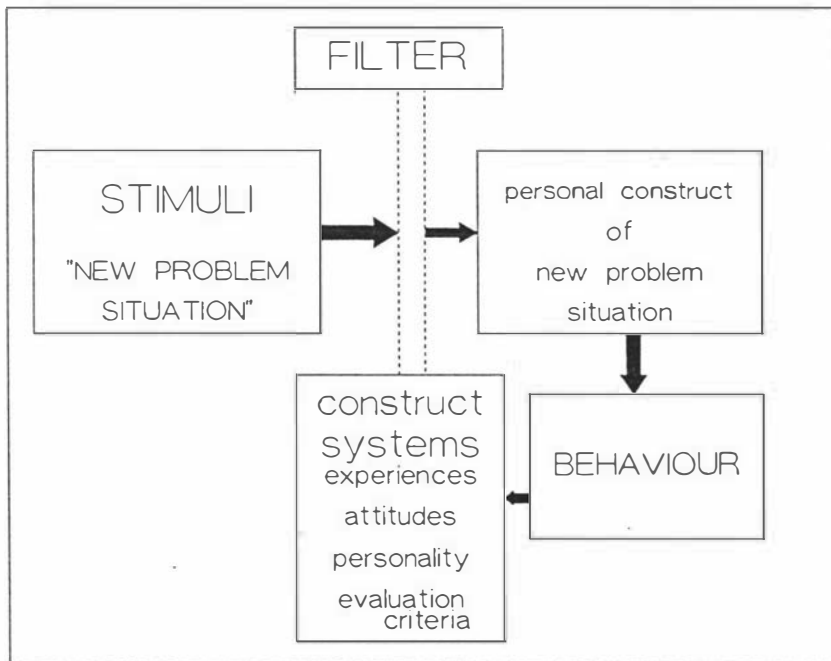 FILTER
STIMULI
"NEW PROBLEM
SITUATION"
personal construct
of
new problem
situation
construct
systems
experiences
attitudes
personality
evaluation
criteria
BEHAVIOUR